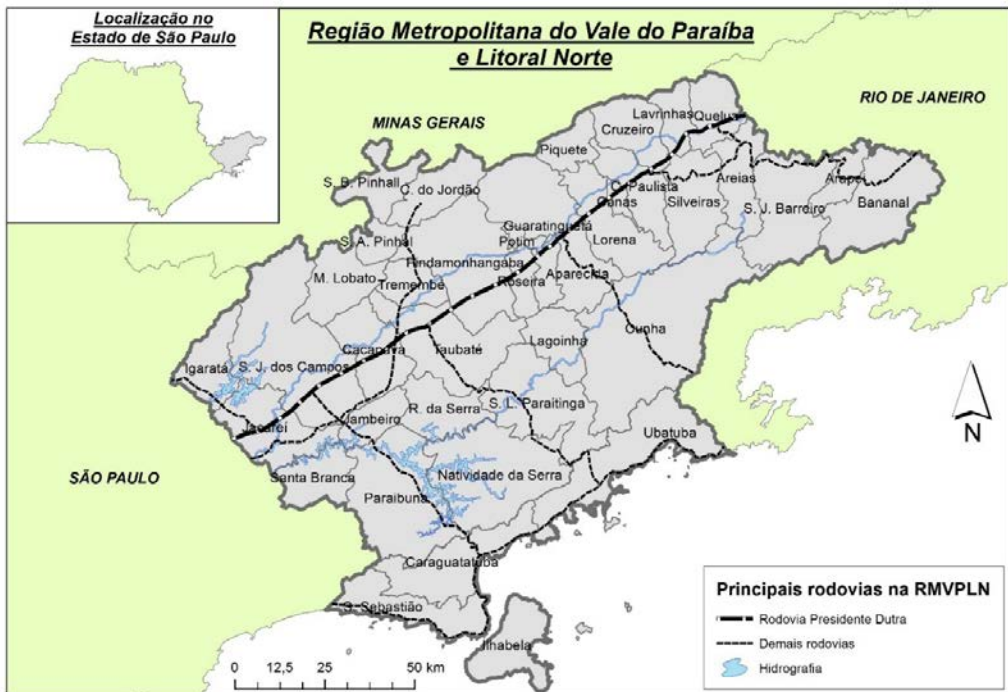 Localização no
Estado de São Paulo
Região Metropolitana do Vale do Paraíba
e Litoral Norte
RIO DE JANEIRO
MINAS GERAIS
SÃO PAULO
Lavrinhas
Queluz
Cruzeiro
Piquete
S. B. Pinhall
C. do Jordão
C. Paulista
Areias
Arapeí
Canas
Silveiras
S. J. Barreiro
Bananal
Guaratinguetá
Potim
Lorena
S. A. Pinhal
Pindamonhangaba
M. Lobato
Tremembé
Roseira
Aparecida
Cunha
Lagoinha
Caçapava
Taubaté
Igaratá
S. J. dos Campos
Jambeiro
R. da Serra
S. L. Paraitinga
Jacareí
Ubatuba
Santa Branca
Natividade da Serra
Paraibuna
Caraguatatuba
S. Sebastião
Ilhabela
N
0 12,5 25 50 km
Principais rodovias na RMVPLN
Rodovia Presidente Dutra
Demais rodovias
Hidrografia